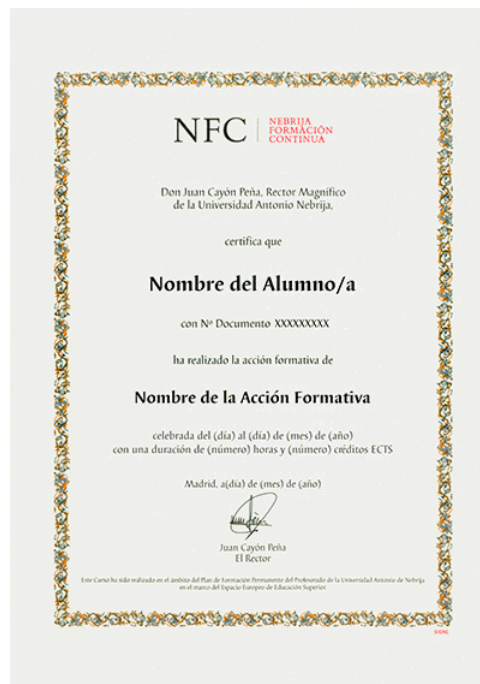 NFC
NEBRIJA
FORMACIÓN
CONTINUA
Don Juan Cayón Peña, Rector Magnífico
de la Universidad Antonio Nebrija,
certifica que
Nombre del Alumno/a
con Nº Documento XXXXXXXXX
ha realizado la acción formativa de
Nombre de la Acción Formativa
celebrada del (día) al (día) de (mes) de (año)
con una duración de (número) horas y (número) créditos ECTS
Madrid, a(dia) de (mes) de (año)
Juan Cayón Peña
El Rector
Este Curso ha sido realizado en el ámbito del Plan de Formación Permanente del Profesorado de la Universidad Antonio de Nebrija
en el marco del Espacio Europeo de Educación Superior.